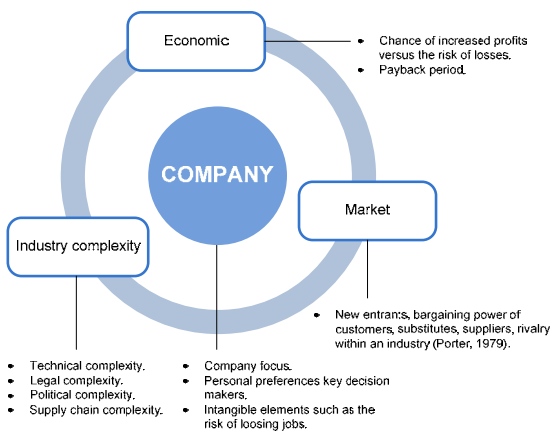 Economic
• Chance of increased profits
versus the risk of losses.
• Payback period.
COMPANY
Market
Industry complexity
• New entrants, bargaining power of
customers, substitutes, suppliers, rivalry
within an industry (Porter, 1979).
• Technical complexity.
• Legal complexity.
• Political complexity.
• Supply chain complexity.
• Company focus.
• Personal preferences key decision
makers.
• Intangible elements such as the
risk of loosing jobs.